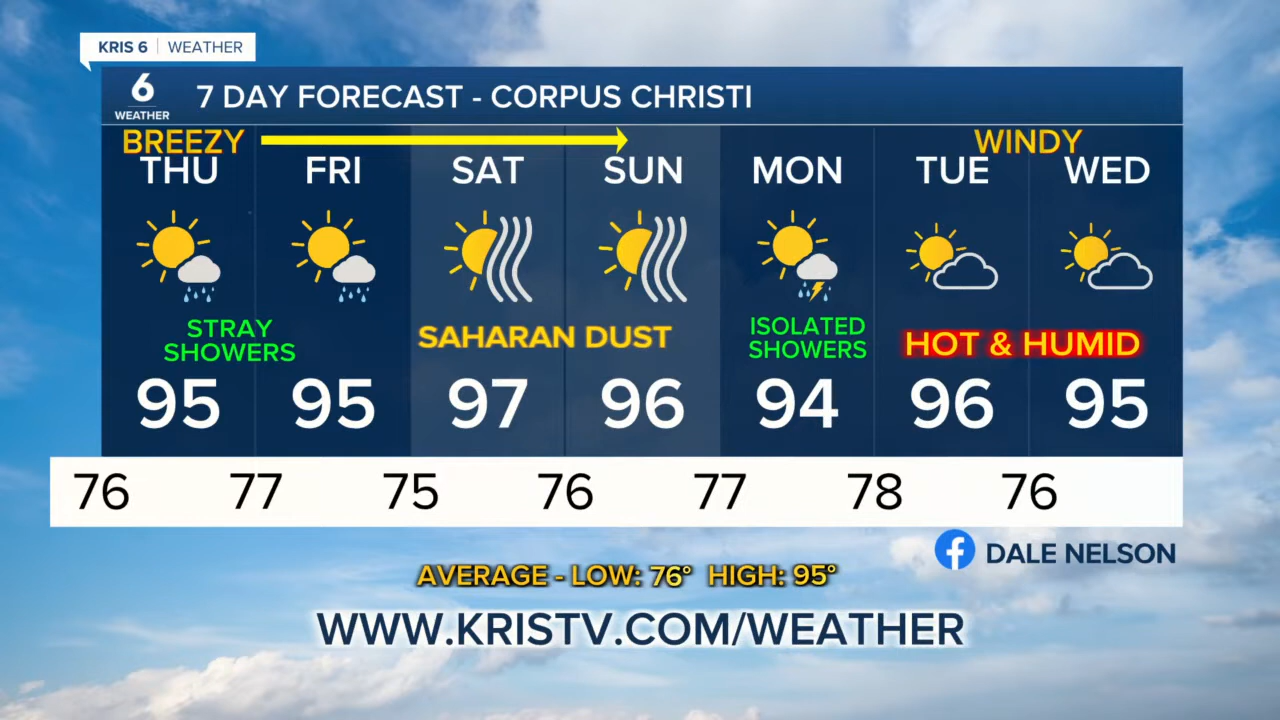 KRIS 6 | WEATHER
6
WEATHER
7 DAY FORECAST - CORPUS CHRISTI
BREEZY WINDY
THU FRI SAT SUN MON TUE WED
STRAY
SHOWERS
SAHARAN DUST
ISOLATED
SHOWERS
HOT & HUMID
95 95 97 96 94 96 95
76 77 75 76 77 78 76
DALE NELSON
AVERAGE - LOW: 76° HIGH: 95°
WWW.KRISTV.COM/WEATHER